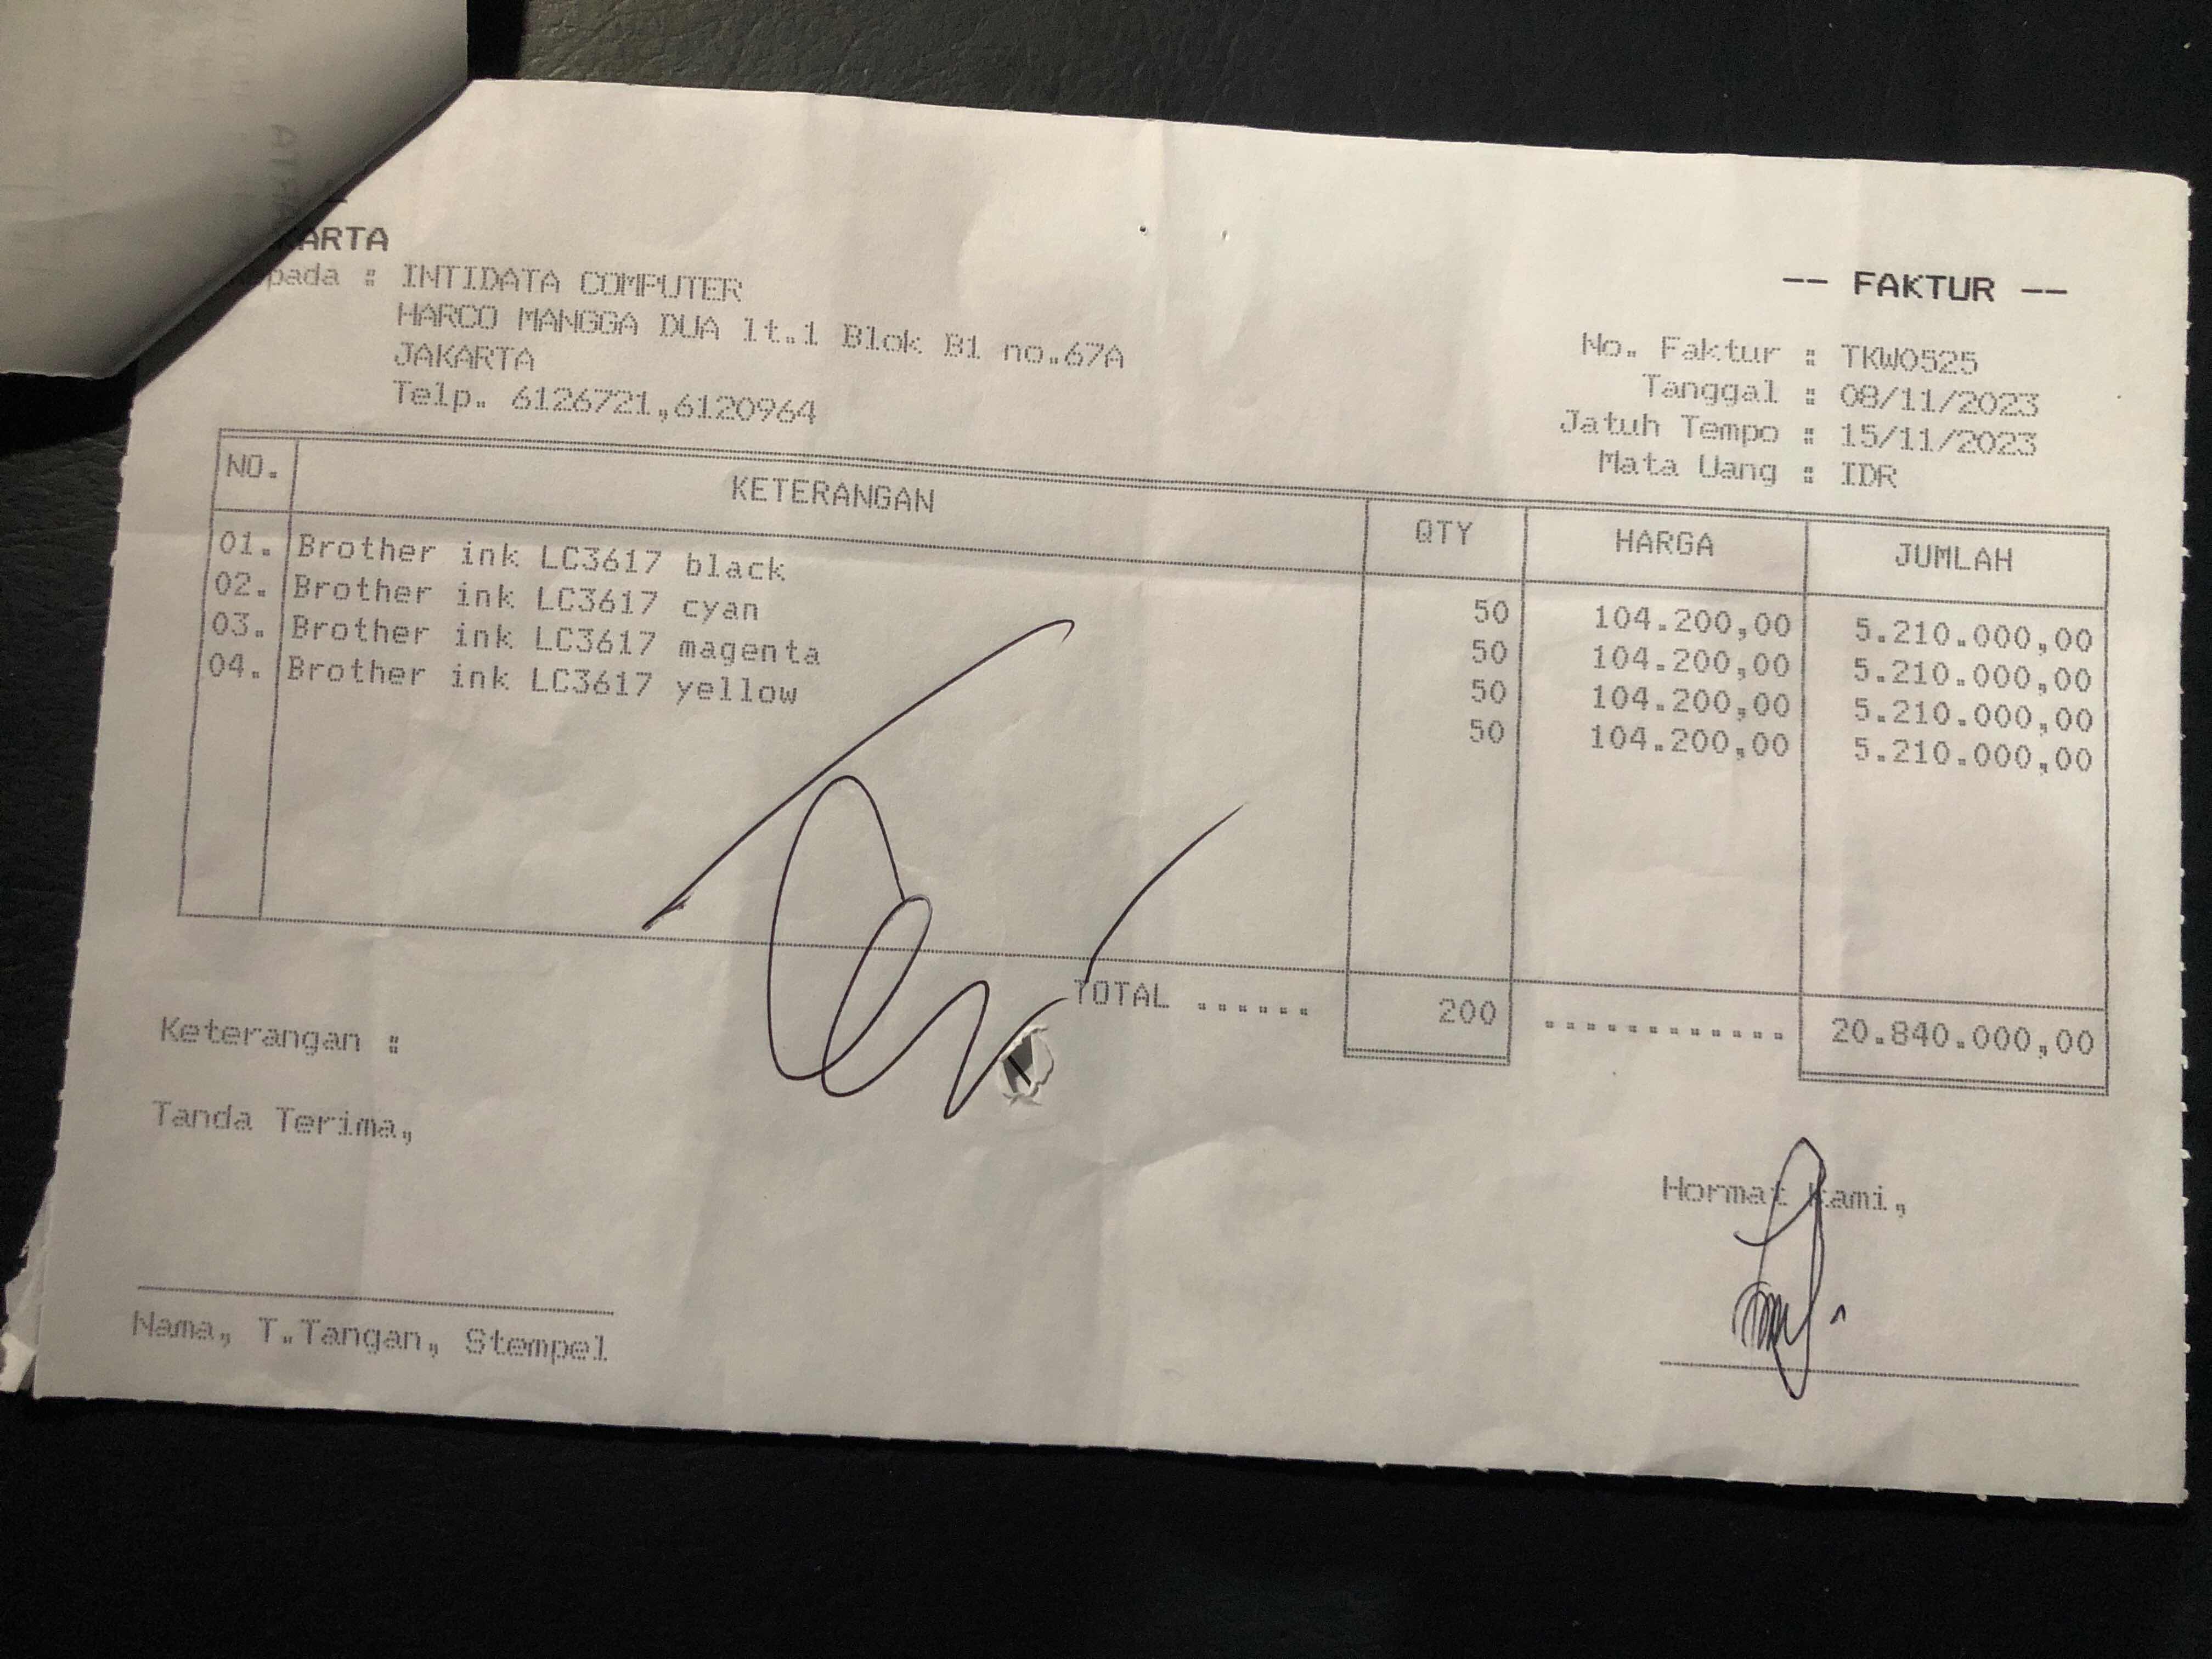 ARTA
pada : INTIDATA COMPUTER
HARCO MANGGA DUA lt.1 Blok B1 no.67A
JAKARTA
Telp. 6126721,6120964
-- FAKTUR --
No. Faktur : TKW0525
Tanggal : 08/11/2023
Jatuh Tempo : 15/11/2023
Mata Uang : IDR
NO. KETERANGAN QTY HARGA JUMLAH
01. Brother ink LC3617 black 50 104.200,00 5.210.000,00
02. Brother ink LC3617 cyan 50 104.200,00 5.210.000,00
03. Brother ink LC3617 magenta 50 104.200,00 5.210.000,00
04. Brother ink LC3617 yellow 50 104.200,00 5.210.000,00
TOTAL ...... 200 ............ 20.840.000,00
Keterangan :
Tanda Terima,
Hormat Kami,
Nama, T.Tangan, Stempel